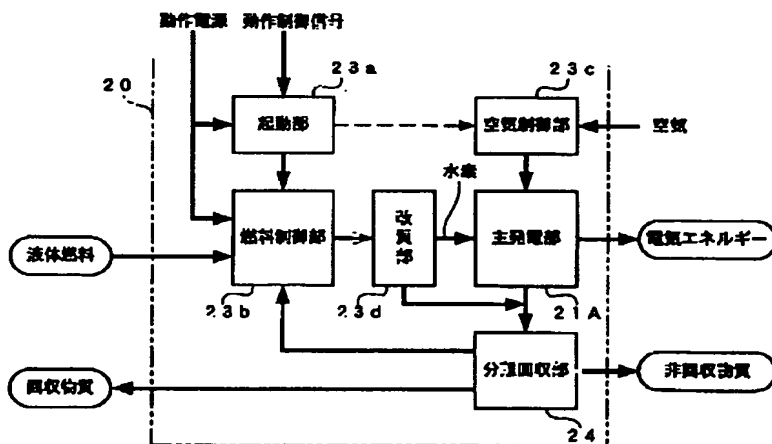 動作電源 動作制御信号
20
23a
23c
起動部
空気制御部
空気
水素
液体燃料
燃料制御部
改質部
主発電部
電気エネルギー
23b
23d
21A
回収物質
分離回収部
非回収物質
24